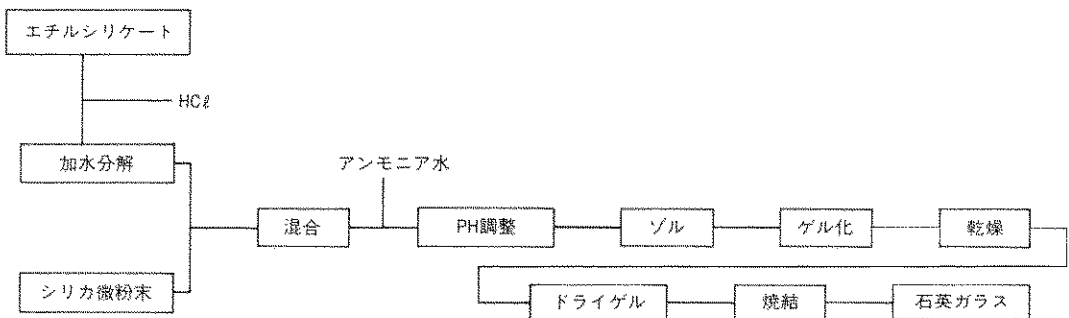 エチルシリケート
HCℓ
加水分解
アンモニア水
混合
PH調整
ゾル
ゲル化
乾燥
シリカ微粉末
ドライゲル
焼結
石英ガラス